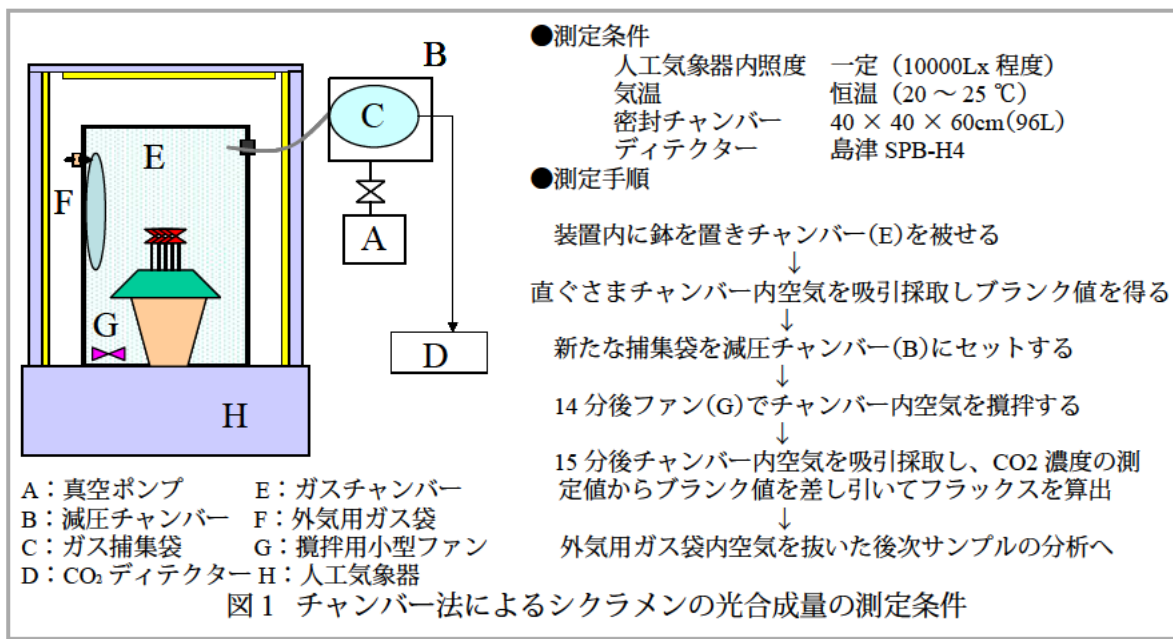 A
B
C
D
E
F
G
H
A：真空ポンプ E：ガスチャンバー
B：減圧チャンバー F：外気用ガス袋
C：ガス捕集袋 G：攪拌用小型ファン
D：CO₂ディテクター H：人工気象器
●測定条件
人工気象器内照度 一定（10000Lx 程度）
気温 恒温（20 ～ 25 ℃）
密封チャンバー 40 × 40 × 60cm(96L)
ディテクター 島津 SPB-H4
●測定手順
装置内に鉢を置きチャンバー(E)を被せる
↓
直ぐさまチャンバー内空気を吸引採取しブランク値を得る
↓
新たな捕集袋を減圧チャンバー(B)にセットする
↓
14 分後ファン(G)でチャンバー内空気を攪拌する
↓
15 分後チャンバー内空気を吸引採取し、CO2 濃度の測
定値からブランク値を差し引いてフラックスを算出
↓
外気用ガス袋内空気を抜いた後次サンプルの分析へ
図1 チャンバー法によるシクラメンの光合成量の測定条件